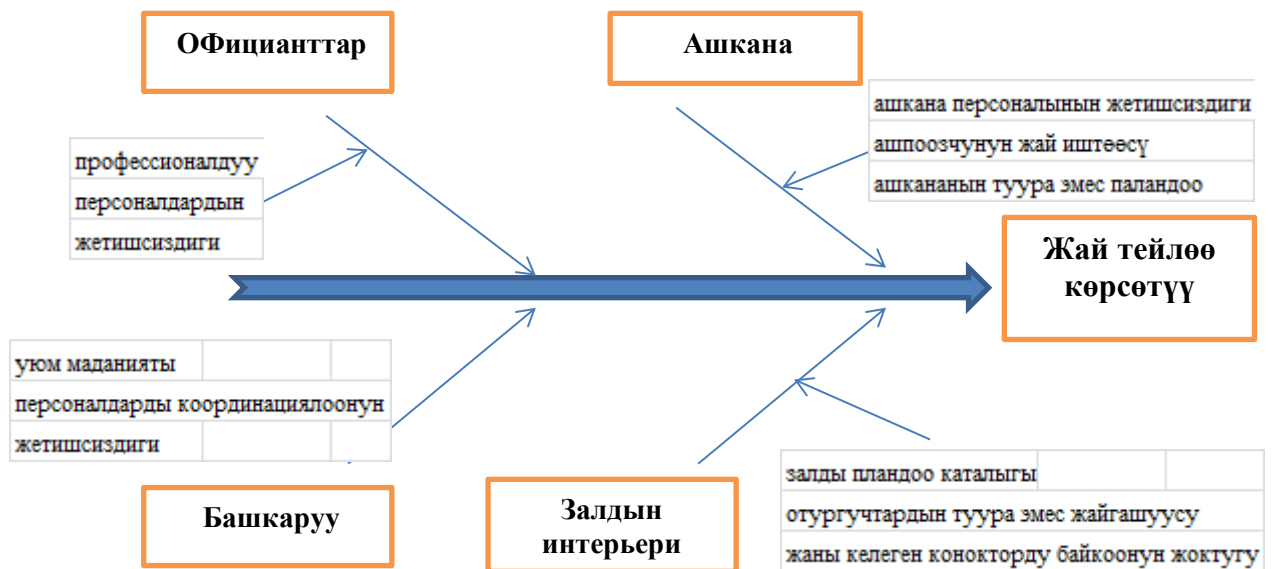 ОФицианттар
Ашкана
ашкана персоналынын жетишсиздиги
ашпоозчунун жай иштөөсү
ашкананын туура эмес паландоо
профессионалдуу
персоналдардын
жетишсиздиги
Жай тейлөө
көрсөтүү
уюм маданияты
персоналдарды координациялоонун
жетишсиздиги
Башкаруу
Залдын
интерьери
залды пландоо каталыгы
отургучтардын туура эмес жайгашуусу
жаны келеген конокторду байкоонун жоктугу